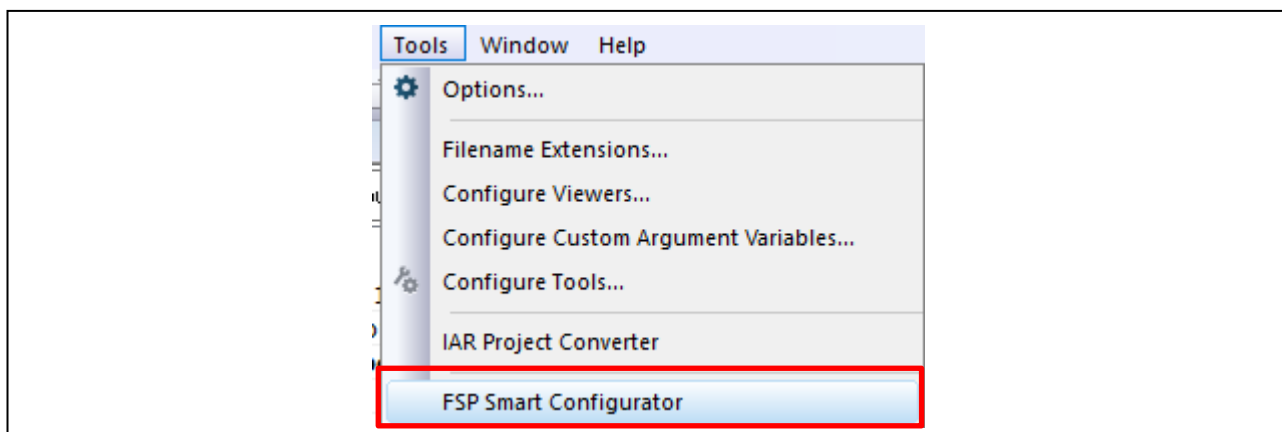 Tools Window Help
Options...
Filename Extensions...
Configure Viewers...
Configure Custom Argument Variables...
Configure Tools...
IAR Project Converter
FSP Smart Configurator